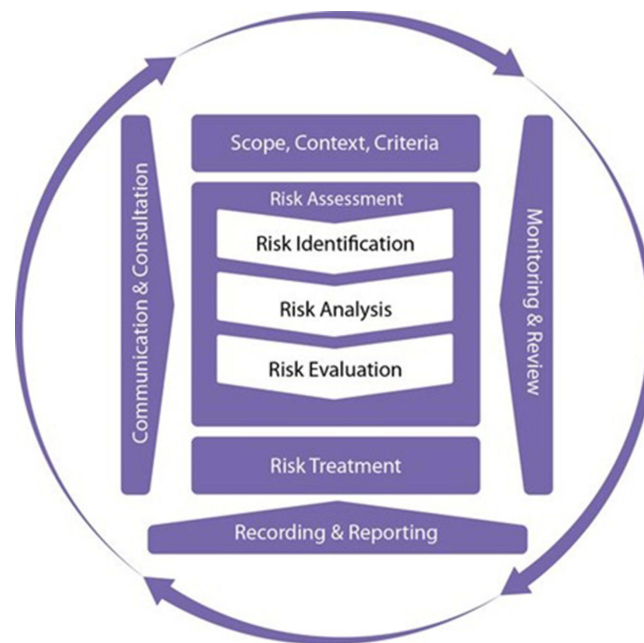 Scope, Context, Criteria
Risk Assessment
Risk Identification
Risk Analysis
Risk Evaluation
Risk Treatment
Recording & Reporting
Communication & Consultation
Monitoring & Review